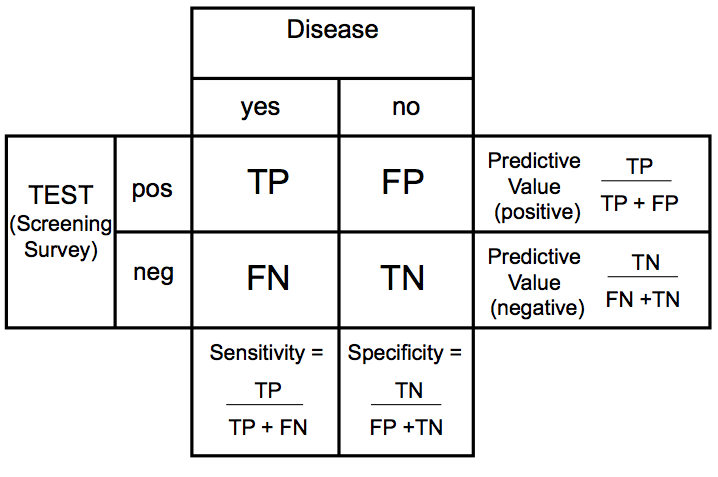 Disease
yes no
TEST
(Screening
Survey)
pos
TP FP
Predictive
Value
(positive)
TP
TP + FP
neg
FN TN
Predictive
Value
(negative)
TN
FN +TN
Sensitivity =
TP
TP + FN
Specificity =
TN
FP +TN